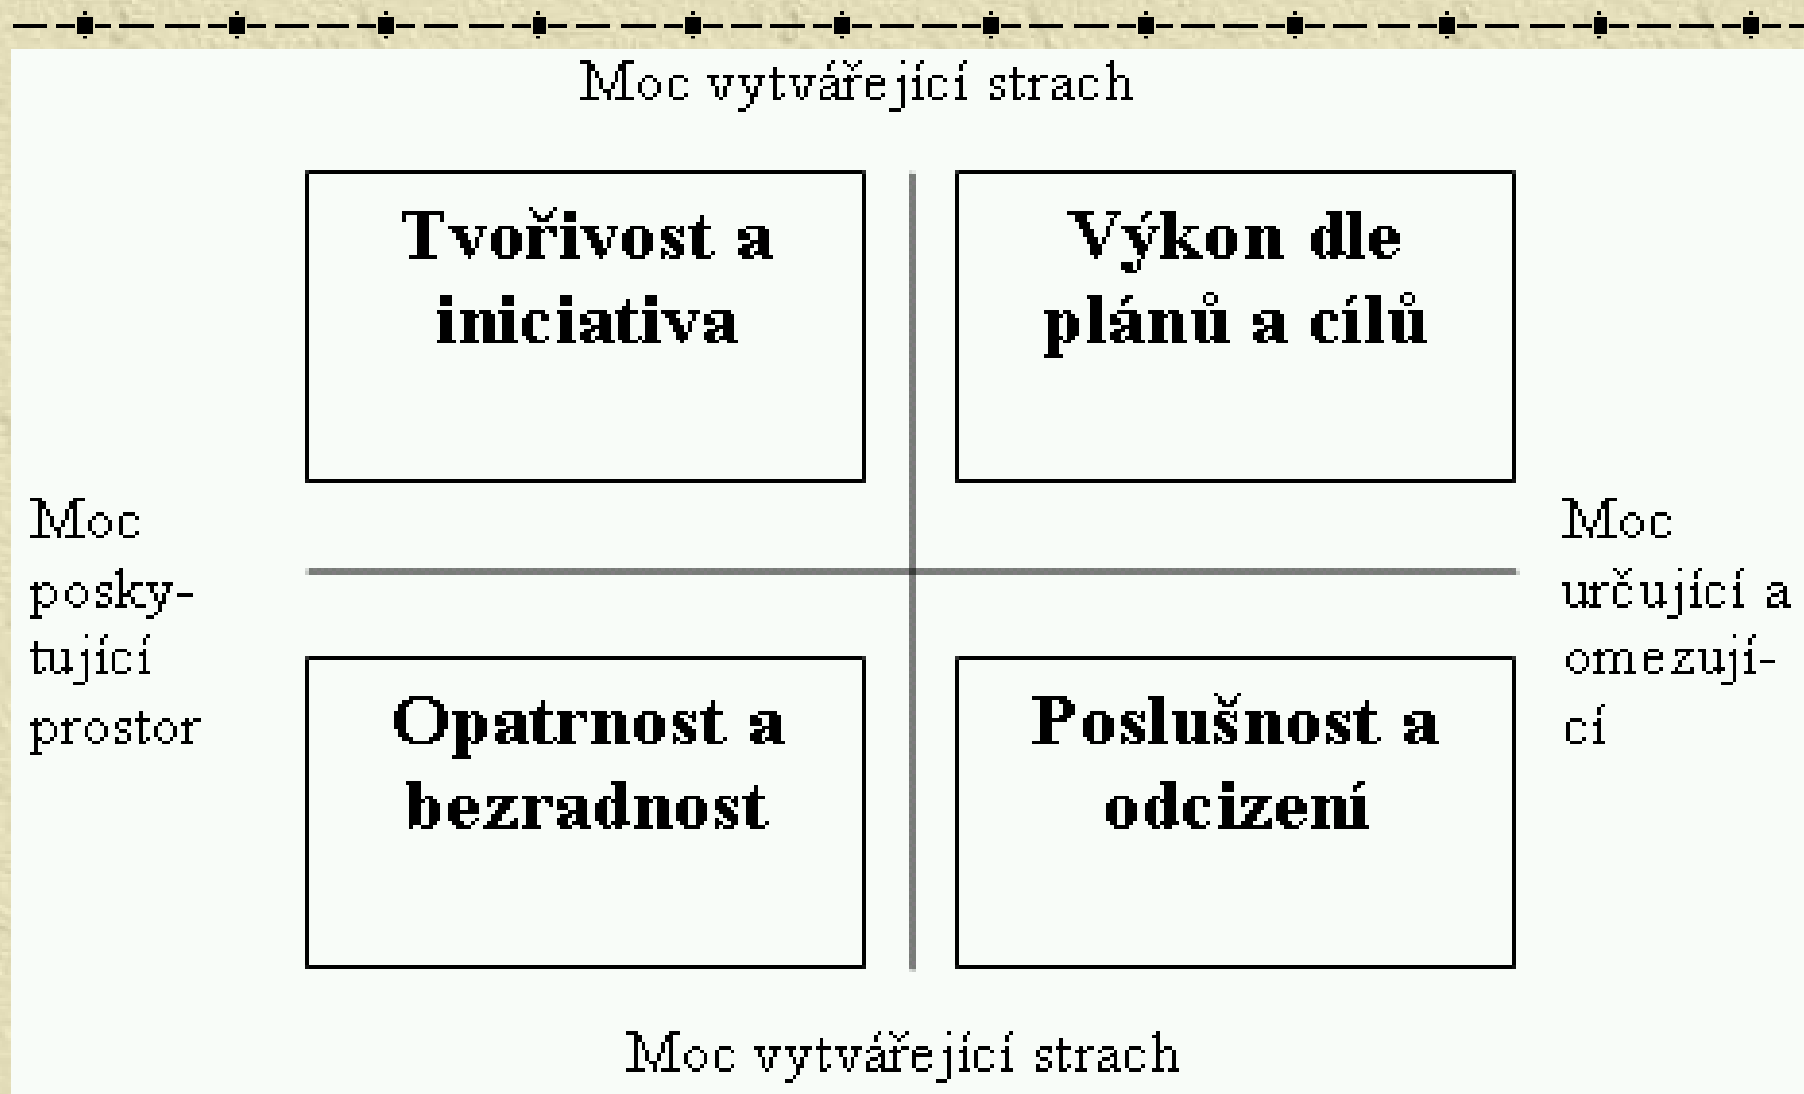 Moc vytvářející strach
Tvořivost a
iniciativa
Výkon dle
plánů a cílů
Moc
posky-
tující
prostor
Moc
určující a
omezují-
cí
Opatrnost a
bezradnost
Poslušnost a
odcizení
Moc vytvářející strach